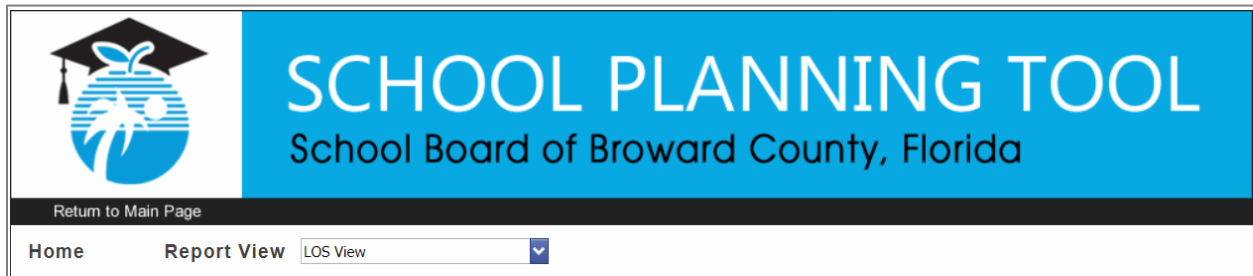 SCHOOL PLANNING TOOL
School Board of Broward County, Florida
Return to Main Page
Home Report View LOS View